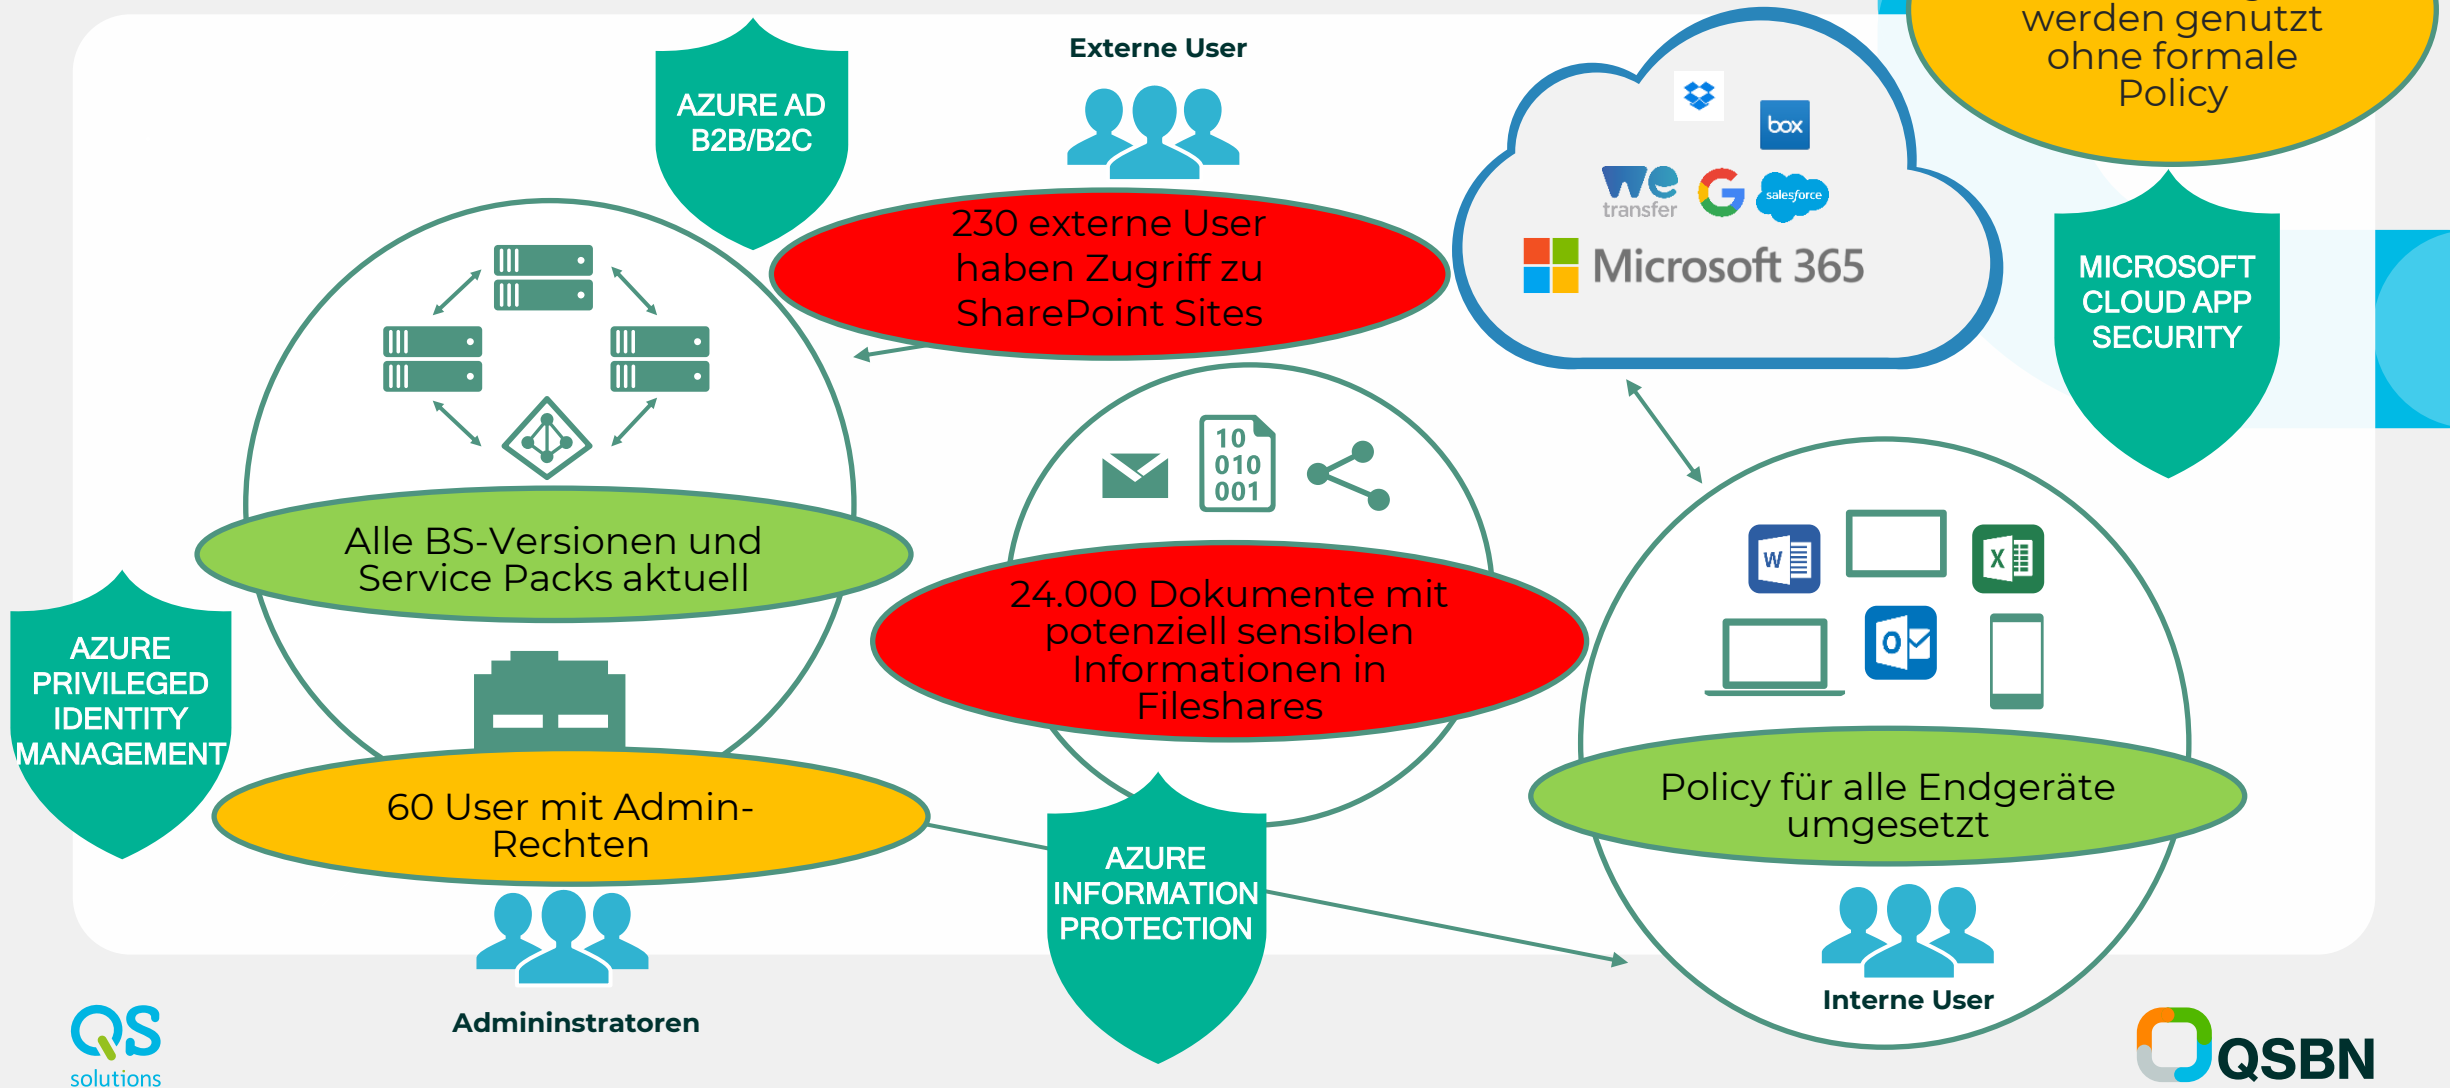 werden genutzt
ohne formale
Policy
Externe User
AZURE AD
B2B/B2C
230 externe User
haben Zugriff zu
SharePoint Sites
box
we
transfer
G
salesforce
Microsoft 365
MICROSOFT
CLOUD APP
SECURITY
10
010
001
Alle BS-Versionen und
Service Packs aktuell
W
X
O
24.000 Dokumente mit
potenziell sensiblen
Informationen in
Fileshares
AZURE
PRIVILEGED
IDENTITY
MANAGEMENT
60 User mit Admin-
Rechten
Policy für alle Endgeräte
umgesetzt
AZURE
INFORMATION
PROTECTION
Admininstratoren
Interne User
QS
solutions
QSBN